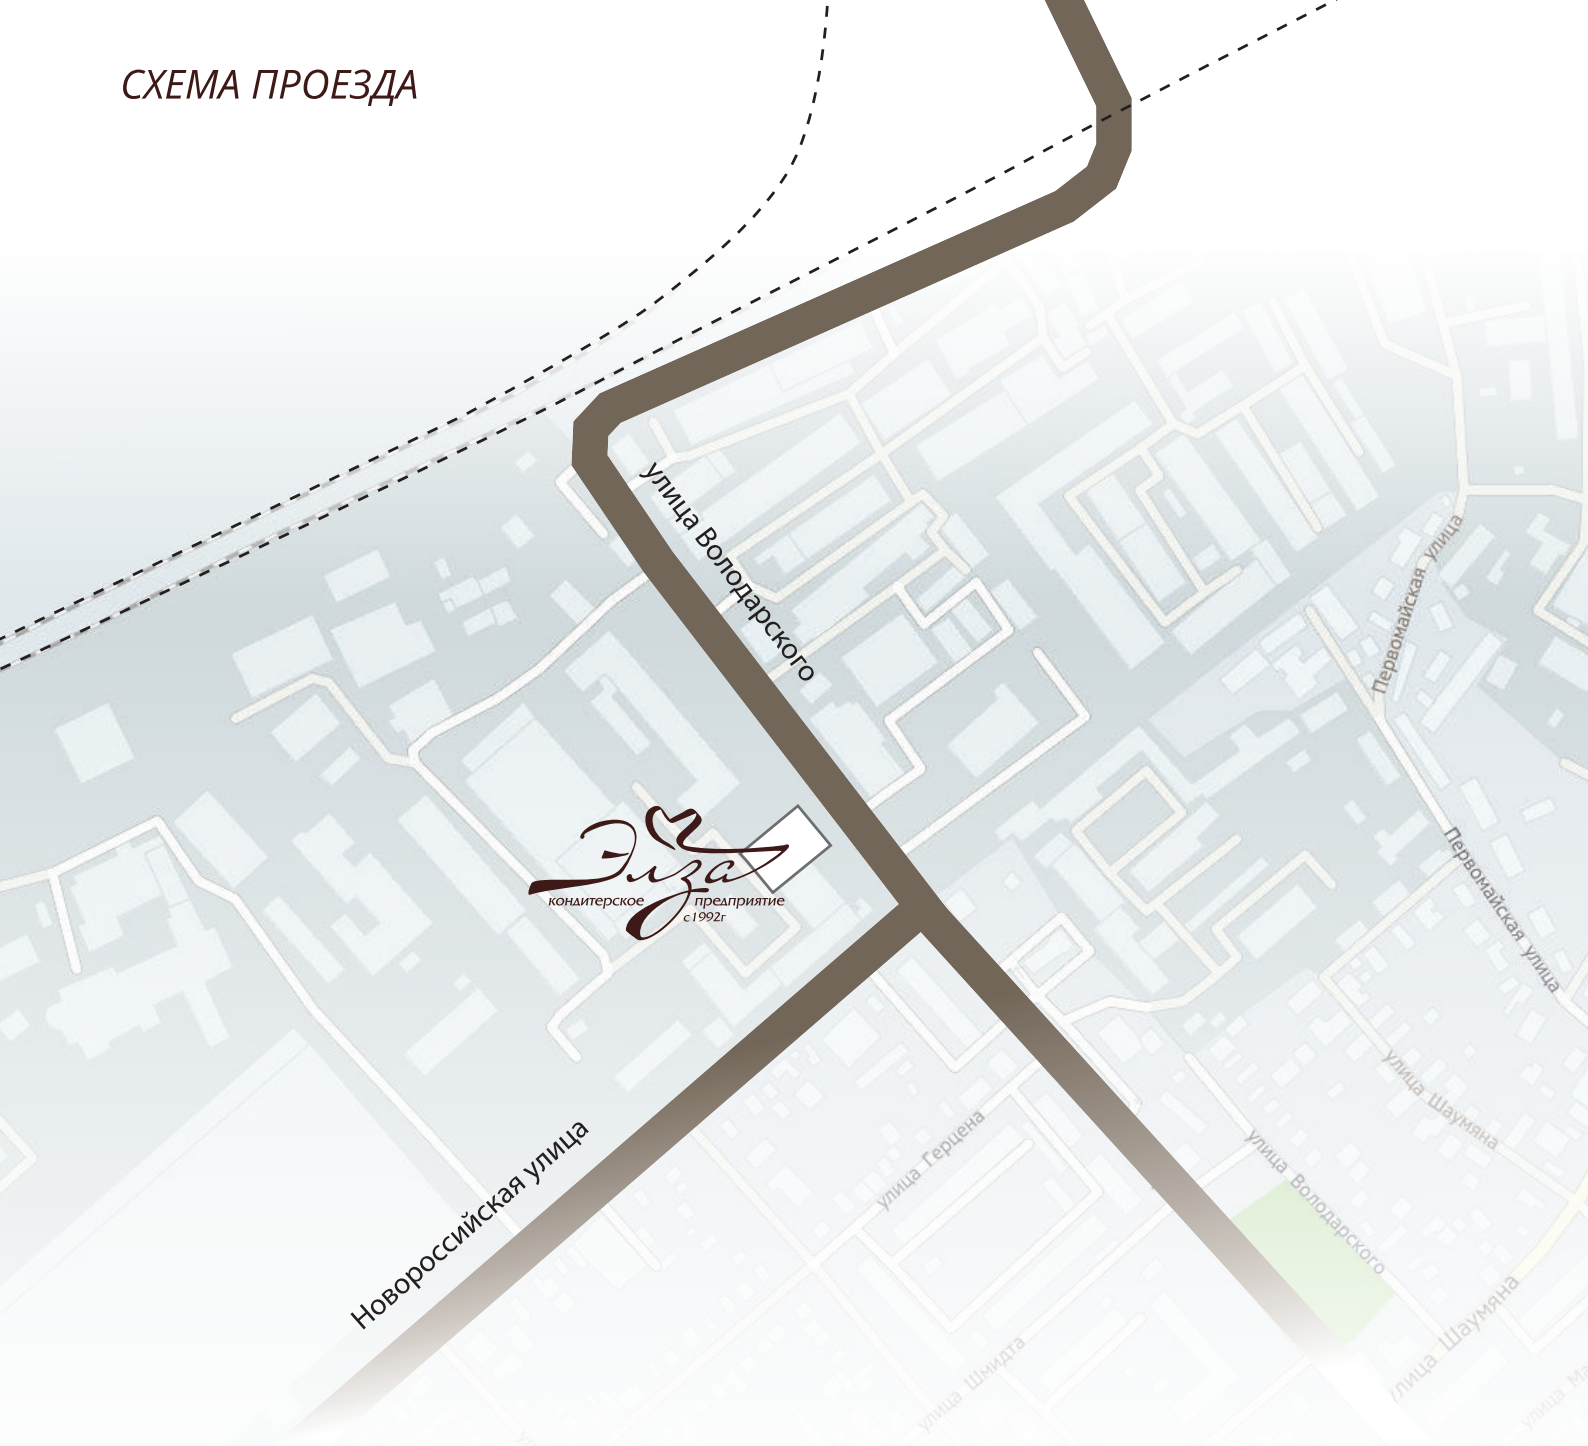 СХЕМА ПРОЕЗДА
улица Володарского
Первомайская улица
Элза
кондитерское предприятие
с 1992г
Первомайская улица
улица Шаумяна
улица Герцена
Новороссийская улица
улица Володарского
улица Шаумяна
улица Шмидта
улица